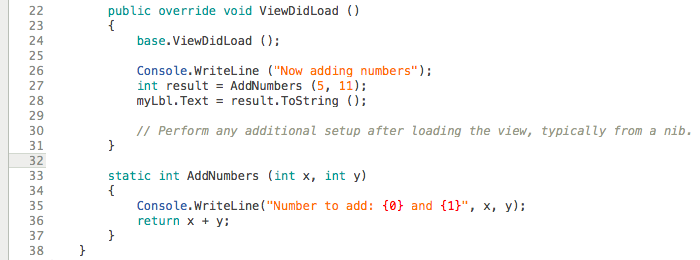 22 public override void ViewDidLoad ()
23 {
24 base.ViewDidLoad ();
25
26 Console.WriteLine ("Now adding numbers");
27 int result = AddNumbers (5, 11);
28 myLbl.Text = result.ToString ();
29
30 // Perform any additional setup after loading the view, typically from a nib.
31 }
32
33 static int AddNumbers (int x, int y)
34 {
35 Console.WriteLine("Number to add: {0} and {1}", x, y);
36 return x + y;
37 }
38 }